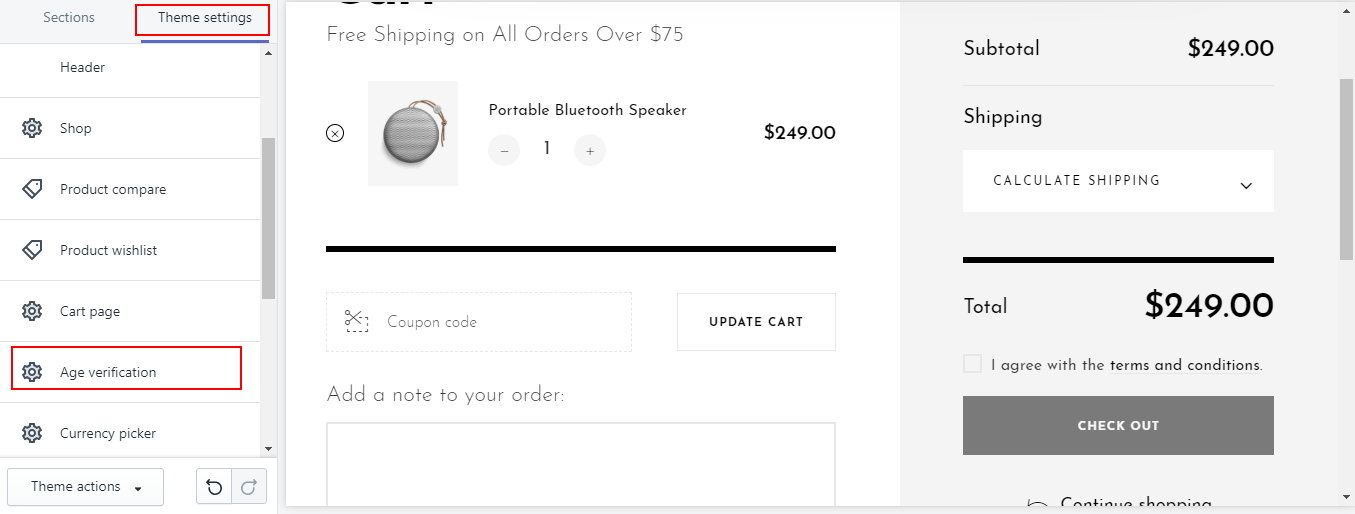 Sections
Theme settings
Header
Shop
Product compare
Product wishlist
Cart page
Age verification
Currency picker
Theme actions
Free Shipping on All Orders Over $75
Portable Bluetooth Speaker
− 1 +
$249.00
Coupon code
UPDATE CART
Add a note to your order:
Subtotal $249.00
Shipping
CALCULATE SHIPPING
Total $249.00
I agree with the terms and conditions.
CHECK OUT
Continue shopping